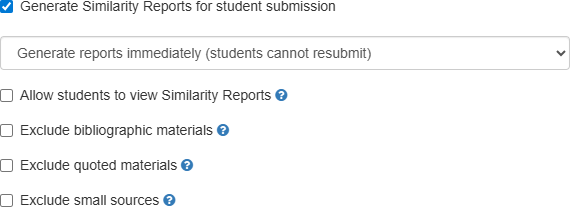 Generate Similarity Reports for student submission
Generate reports immediately (students cannot resubmit)
Allow students to view Similarity Reports ?
Exclude bibliographic materials ?
Exclude quoted materials ?
Exclude small sources ?